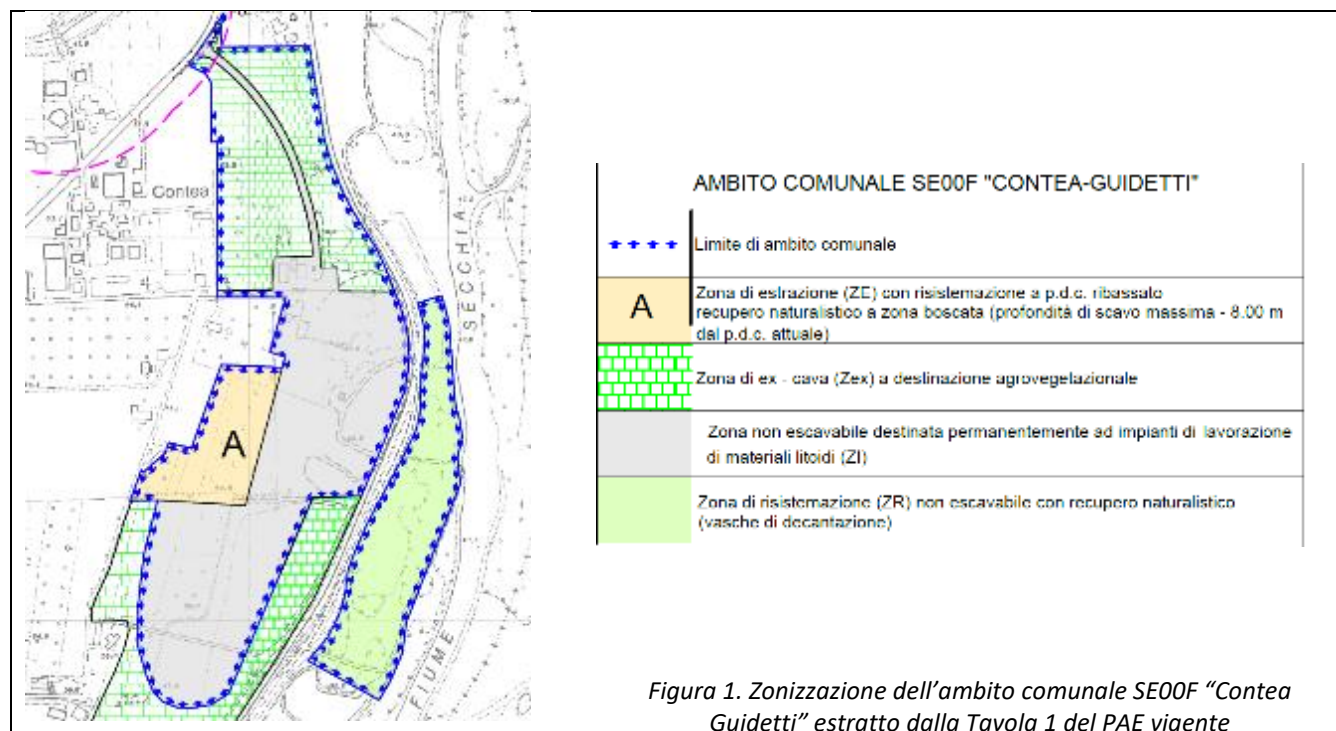 Contea
A
SECCHIA
FIUME
AMBITO COMUNALE SE00F "CONTEA-GUIDETTI"
Limite di ambito comunale
A
Zona di estrazione (ZE) con risistemazione a p.d.c. ribassato
recupero naturalistico a zona boscata (profondità di scavo massima - 8.00 m
dal p.d.c. attuale)
Zona di ex - cava (Zex) a destinazione agrovegetazionale
Zona non escavabile destinata permanentemente ad impianti di lavorazione
di materiali litoidi (ZI)
Zona di risistemazione (ZR) non escavabile con recupero naturalistico
(vasche di decantazione)
Figura 1. Zonizzazione dell'ambito comunale SE00F “Contea
Guidetti” estratto dalla Tavola 1 del PAE vigente